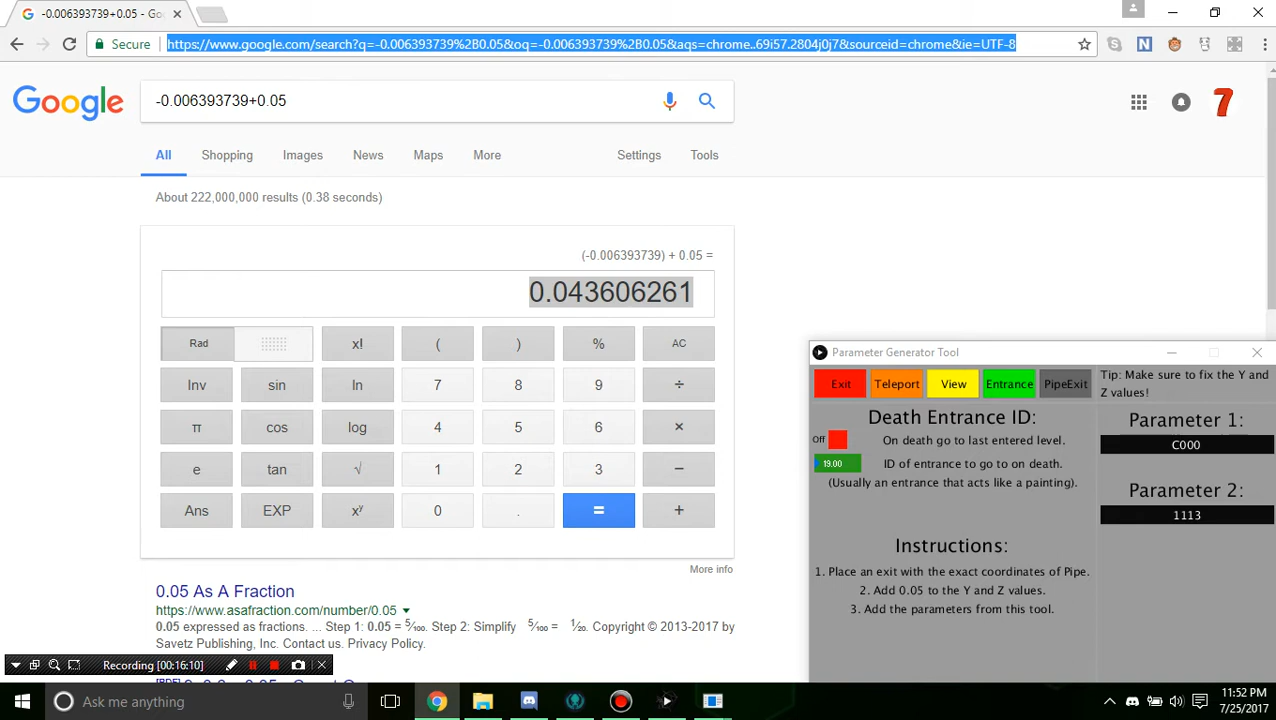 -0.006393739+0.05 - Goo
Secure
https://www.google.com/search?q=-0.006393739%2B0.05&oq=-0.006393739%2B0.05&aqs=chrome..69i57.2804j0j7&sourceid=chrome&ie=UTF-8
Google
-0.006393739+0.05
7
All Shopping Images News Maps More Settings Tools
About 222,000,000 results (0.38 seconds)
(-0.006393739) + 0.05 =
0.043606261
Rad x! ( ) % AC
Inv sin ln 7 8 9 ÷
π cos log 4 5 6 ×
e tan √ 1 2 3 −
Ans EXP xʸ 0 . = +
More info
0.05 As A Fraction
https://www.asafraction.com/number/0.05
0.05 expressed as fractions. ... Step 1: 0.05 = ⁵⁄₁₀₀. Step 2: Simplify ⁵⁄₁₀₀ = ¹⁄₂₀. Copyright © 2013-2017 by
Savetz Publishing, Inc. Contact us. Privacy Policy.
Parameter Generator Tool
Exit Teleport View Entrance PipeExit
Tip: Make sure to fix the Y and
Z values!
Death Entrance ID:
Off On death go to last entered level.
19.00 ID of entrance to go to on death.
(Usually an entrance that acts like a painting).
Parameter 1:
C000
Parameter 2:
1113
Instructions:
1. Place an exit with the exact coordinates of Pipe.
2. Add 0.05 to the Y and Z values.
3. Add the parameters from this tool.
Recording [00:16:10]
Ask me anything
11:52 PM
7/25/2017